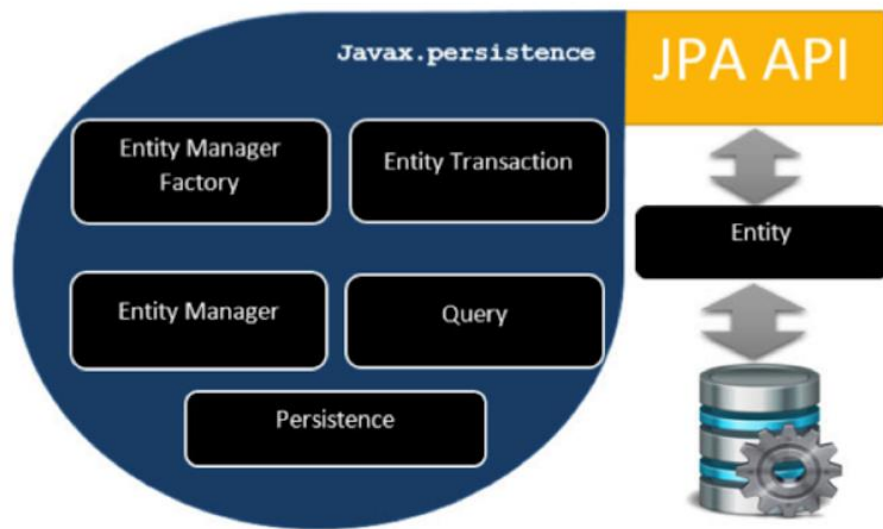 Javax.persistence
JPA API
Entity Manager
Factory
Entity Transaction
Entity
Entity Manager
Query
Persistence